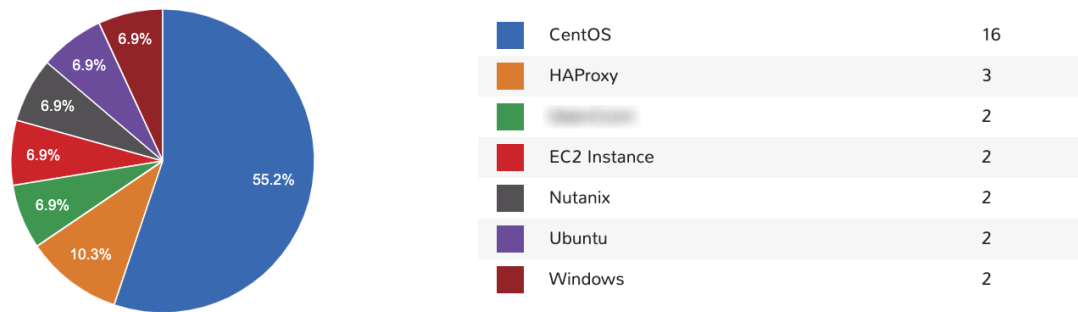 6.9%
6.9%
6.9%
6.9%
6.9%
10.3%
55.2%
CentOS 16
HAProxy 3
2
EC2 Instance 2
Nutanix 2
Ubuntu 2
Windows 2